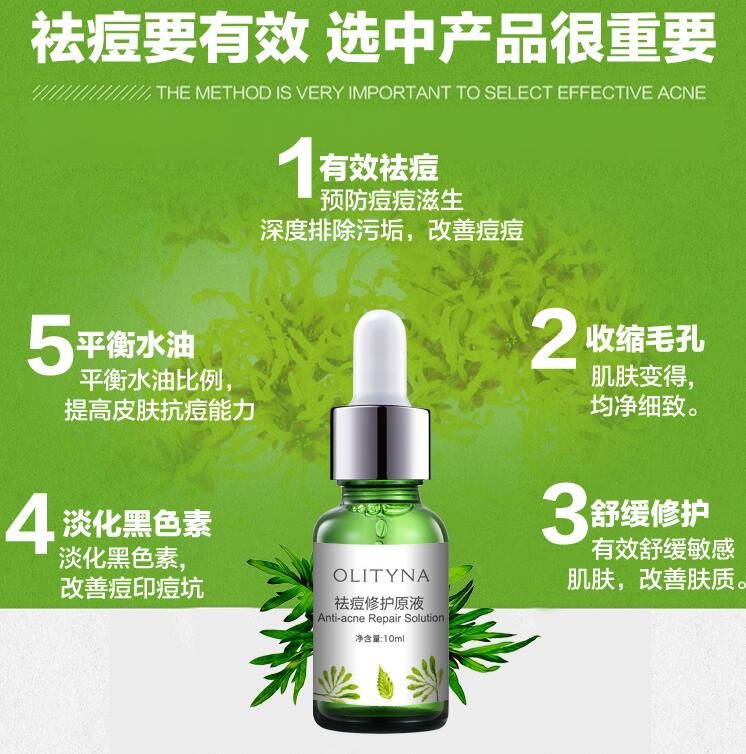 祛痘要有效 选中产品很重要
THE METHOD IS VERY IMPORTANT TO SELECT EFFECTIVE ACNE
1 有效祛痘
预防痘痘滋生
深度排除污垢，改善痘痘
2 收缩毛孔
肌肤变得，
均净细致。
3 舒缓修护
有效舒缓敏感
肌肤，改善肤质。
4 淡化黑色素
淡化黑色素，
改善痘印痘坑
5 平衡水油
平衡水油比例，
提高皮肤抗痘能力
OLITYNA
祛痘修护原液
Anti-acne Repair Solution
净含量:10ml